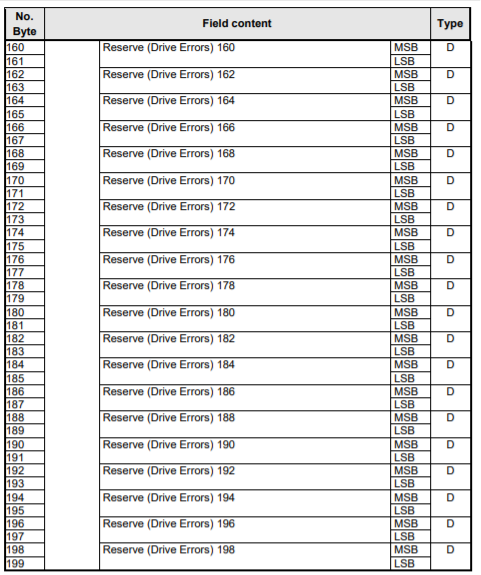 No. Byte Field content Type
160 Reserve (Drive Errors) 160 MSB D
161 LSB
162 Reserve (Drive Errors) 162 MSB D
163 LSB
164 Reserve (Drive Errors) 164 MSB D
165 LSB
166 Reserve (Drive Errors) 166 MSB D
167 LSB
168 Reserve (Drive Errors) 168 MSB D
169 LSB
170 Reserve (Drive Errors) 170 MSB D
171 LSB
172 Reserve (Drive Errors) 172 MSB D
173 LSB
174 Reserve (Drive Errors) 174 MSB D
175 LSB
176 Reserve (Drive Errors) 176 MSB D
177 LSB
178 Reserve (Drive Errors) 178 MSB D
179 LSB
180 Reserve (Drive Errors) 180 MSB D
181 LSB
182 Reserve (Drive Errors) 182 MSB D
183 LSB
184 Reserve (Drive Errors) 184 MSB D
185 LSB
186 Reserve (Drive Errors) 186 MSB D
187 LSB
188 Reserve (Drive Errors) 188 MSB D
189 LSB
190 Reserve (Drive Errors) 190 MSB D
191 LSB
192 Reserve (Drive Errors) 192 MSB D
193 LSB
194 Reserve (Drive Errors) 194 MSB D
195 LSB
196 Reserve (Drive Errors) 196 MSB D
197 LSB
198 Reserve (Drive Errors) 198 MSB D
199 LSB